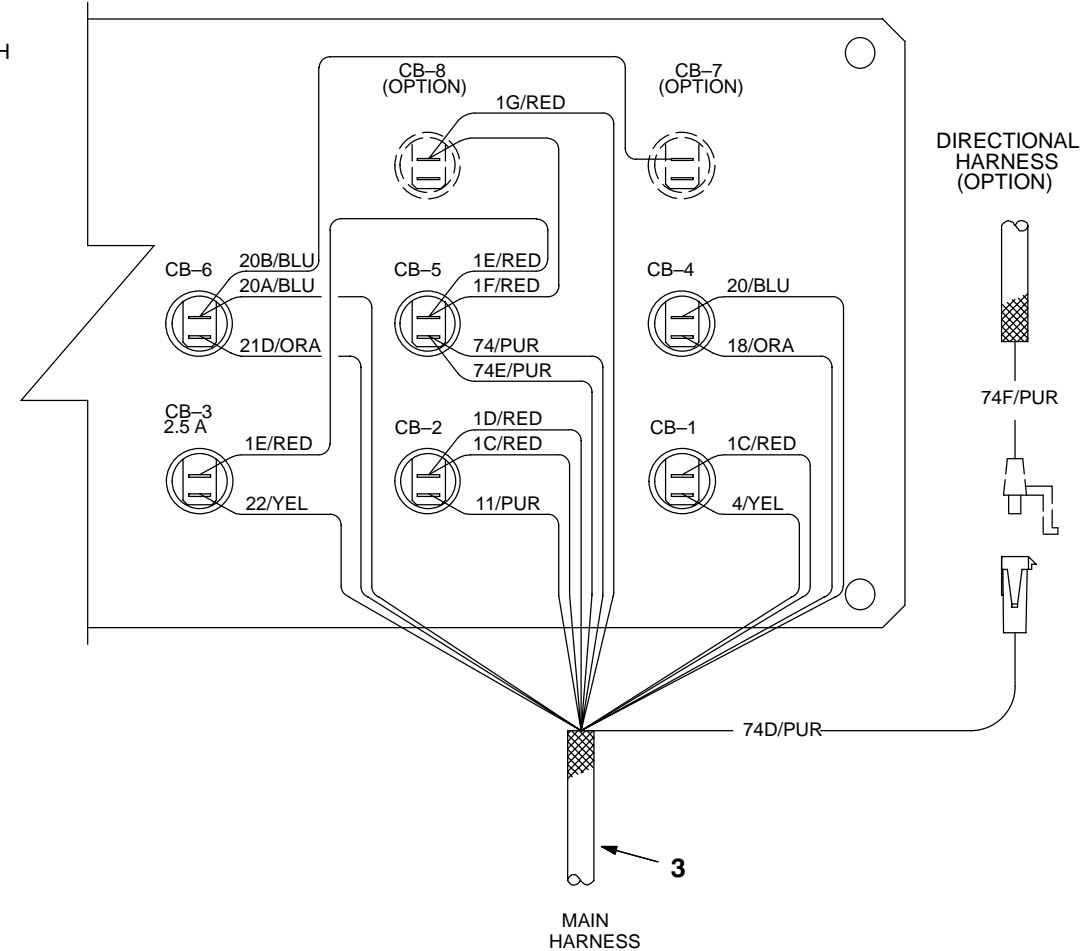 H
CB–8
(OPTION)
CB–7
(OPTION)
1G/RED
DIRECTIONAL
HARNESS
(OPTION)
CB–6
20B/BLU
20A/BLU
21D/ORA
CB–5
1E/RED
1F/RED
74/PUR
74E/PUR
CB–4
20/BLU
18/ORA
74F/PUR
CB–3
2.5 A
1E/RED
22/YEL
CB–2
1D/RED
1C/RED
11/PUR
CB–1
1C/RED
4/YEL
74D/PUR
3
MAIN
HARNESS